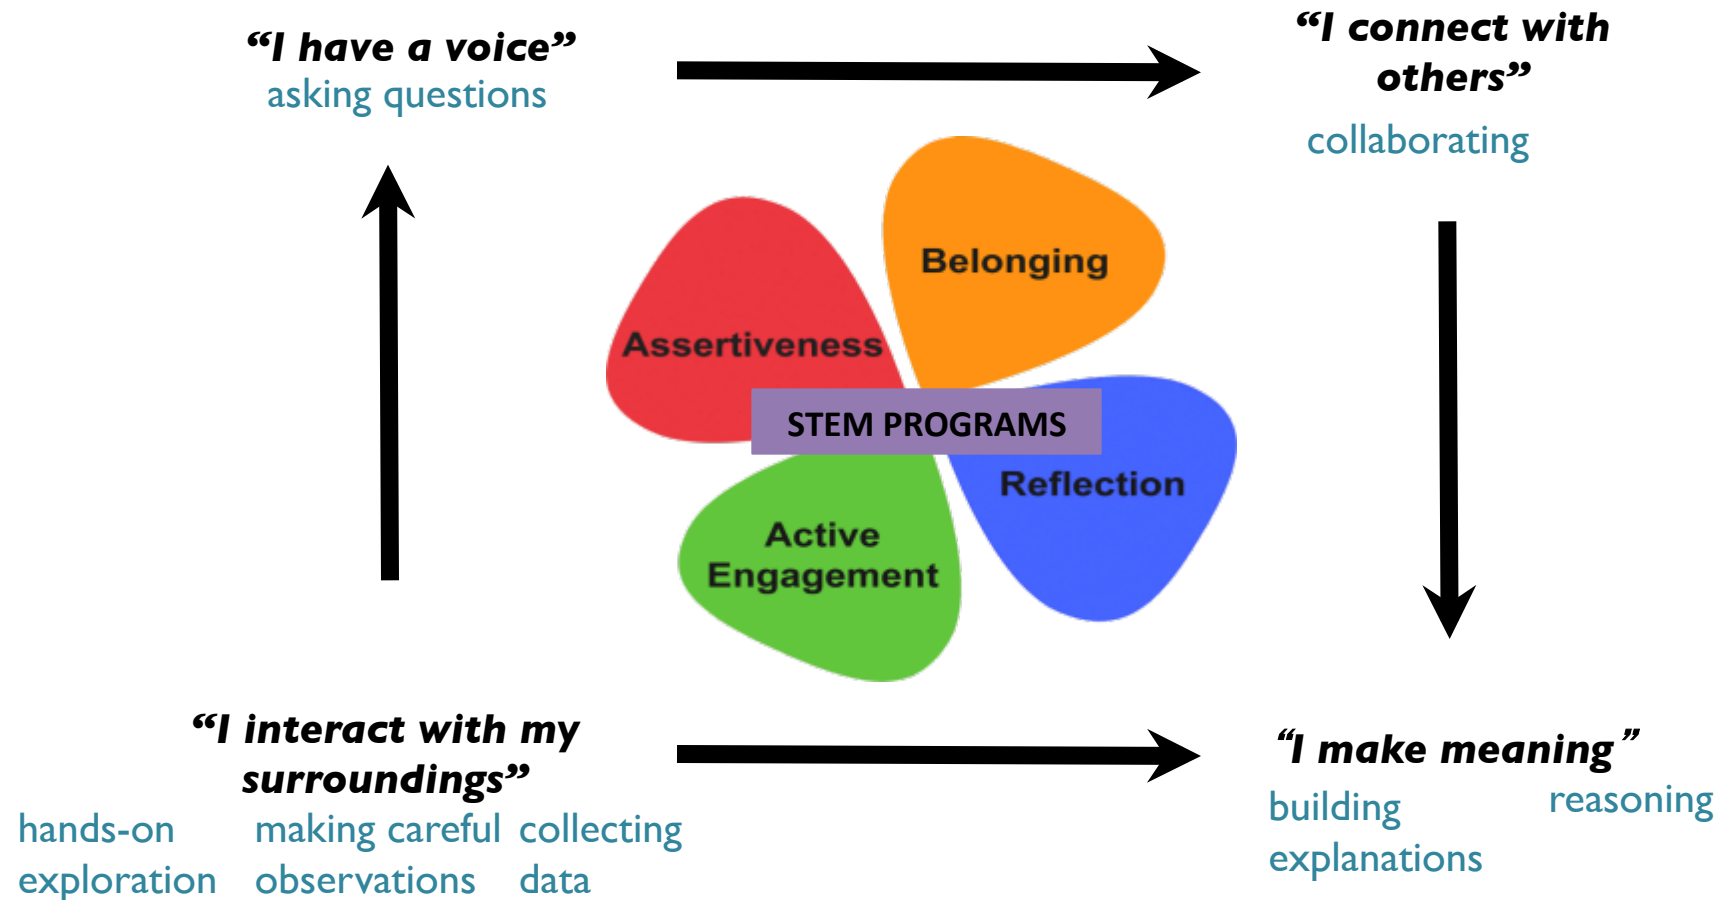 “I have a voice”
asking questions
“I connect with
others”
collaborating
Belonging
Assertiveness
STEM PROGRAMS
Reflection
Active
Engagement
“I interact with my
surroundings”
hands-on
exploration
making careful
observations
collecting
data
“I make meaning”
building
explanations
reasoning